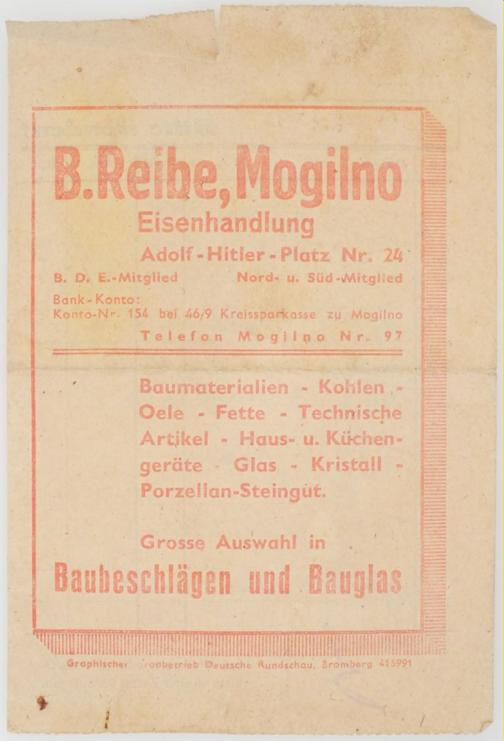 B. Reibe, Mogilno
Eisenhandlung
Adolf-Hitler-Platz Nr. 24
B. D. E.-Mitglied Nord- u. Süd-Mitglied
Bank-Konto:
Konto-Nr. 154 bei 46/9 Kreissparkasse zu Mogilno
Telefon Mogilno Nr. 97
Baumaterialien - Kohlen -
Oele - Fette - Technische
Artikel - Haus- u. Küchen-
geräte - Glas - Kristall -
Porzellan-Steingut.
Grosse Auswahl in
Baubeschlägen und Bauglas
Graphischer Deutsche Rundschau, Bromberg 415991